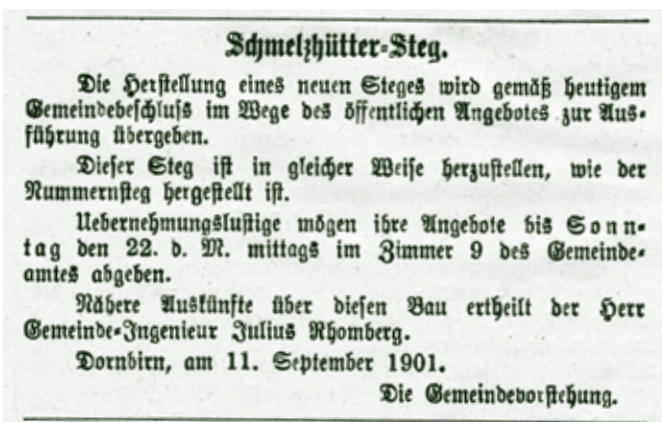 Schmelzhütter-Steg.
Die Herstellung eines neuen Steges wird gemäß heutigem
Gemeindebeschluss im Wege des öffentlichen Angebotes zur Aus-
führung übergeben.
Dieser Steg ist in gleicher Weise herzustellen, wie der
Nummernsteg hergestellt ist.
Uebernehmungslustige mögen ihre Angebote bis Sonn-
tag den 22. d. M. mittags im Zimmer 9 des Gemeinde-
amtes abgeben.
Nähere Auskünfte über diesen Bau ertheilt der Herr
Gemeinde-Ingenieur Julius Rhomberg.
Dornbirn, am 11. September 1901.
Die Gemeindevorstehung.